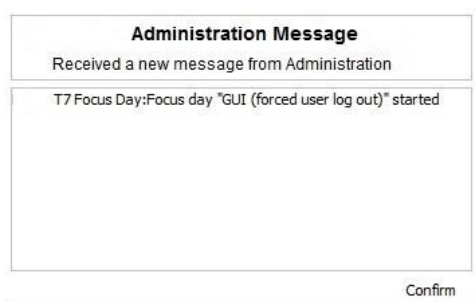 Administration Message
Received a new message from Administration
T7 Focus Day:Focus day "GUI (forced user log out)" started
Confirm